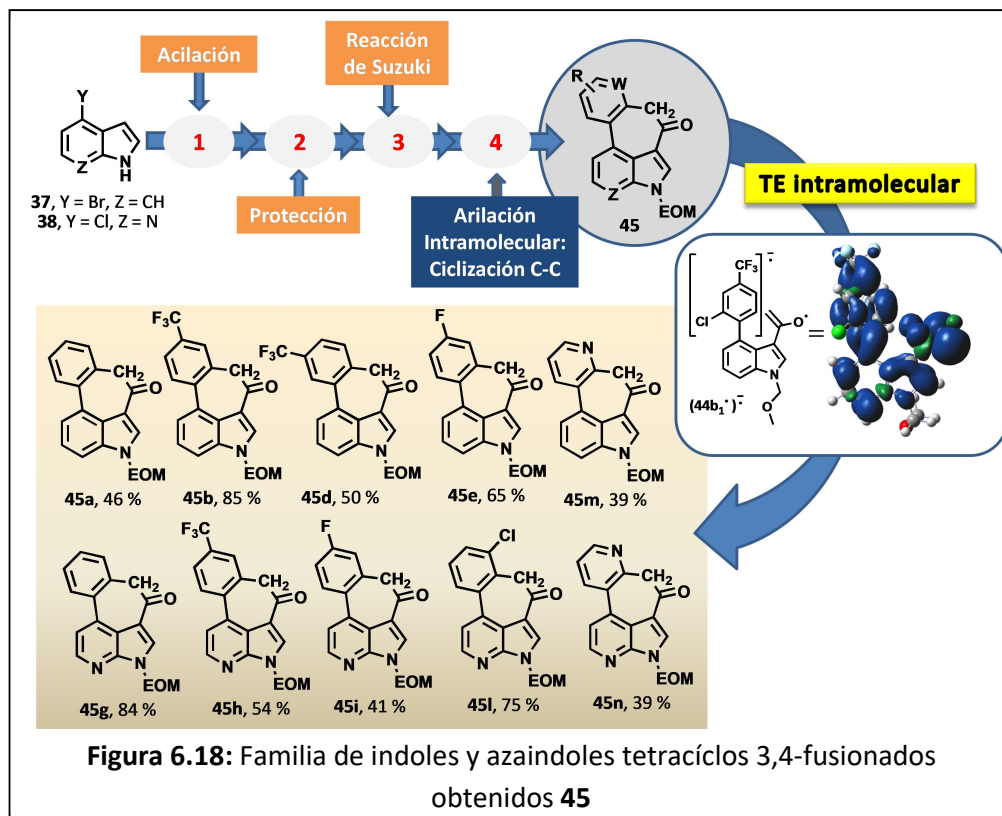 Acilación
Reacción
de Suzuki
Y
Z
N
H
37, Y = Br, Z = CH
38, Y = Cl, Z = N
1
2
3
4
Protección
Arilación
Intramolecular:
Ciclización C-C
R
W
CH2
O
Z
N
EOM
45
TE intramolecular
CF3
Cl
O•
=
N
O
(44b1•)•̄
•̄
CH2
O
N
EOM
45a, 46 %
F3C
CH2
O
N
EOM
45b, 85 %
F3C
CH2
O
N
EOM
45d, 50 %
F
CH2
O
N
EOM
45e, 65 %
N
CH2
O
N
EOM
45m, 39 %
CH2
O
N
N
EOM
45g, 84 %
F3C
CH2
O
N
N
EOM
45h, 54 %
F
CH2
O
N
N
EOM
45i, 41 %
Cl
CH2
O
N
N
EOM
45l, 75 %
N
CH2
O
N
N
EOM
45n, 39 %
Figura 6.18: Familia de indoles y azaindoles tetracíclos 3,4-fusionados
obtenidos 45